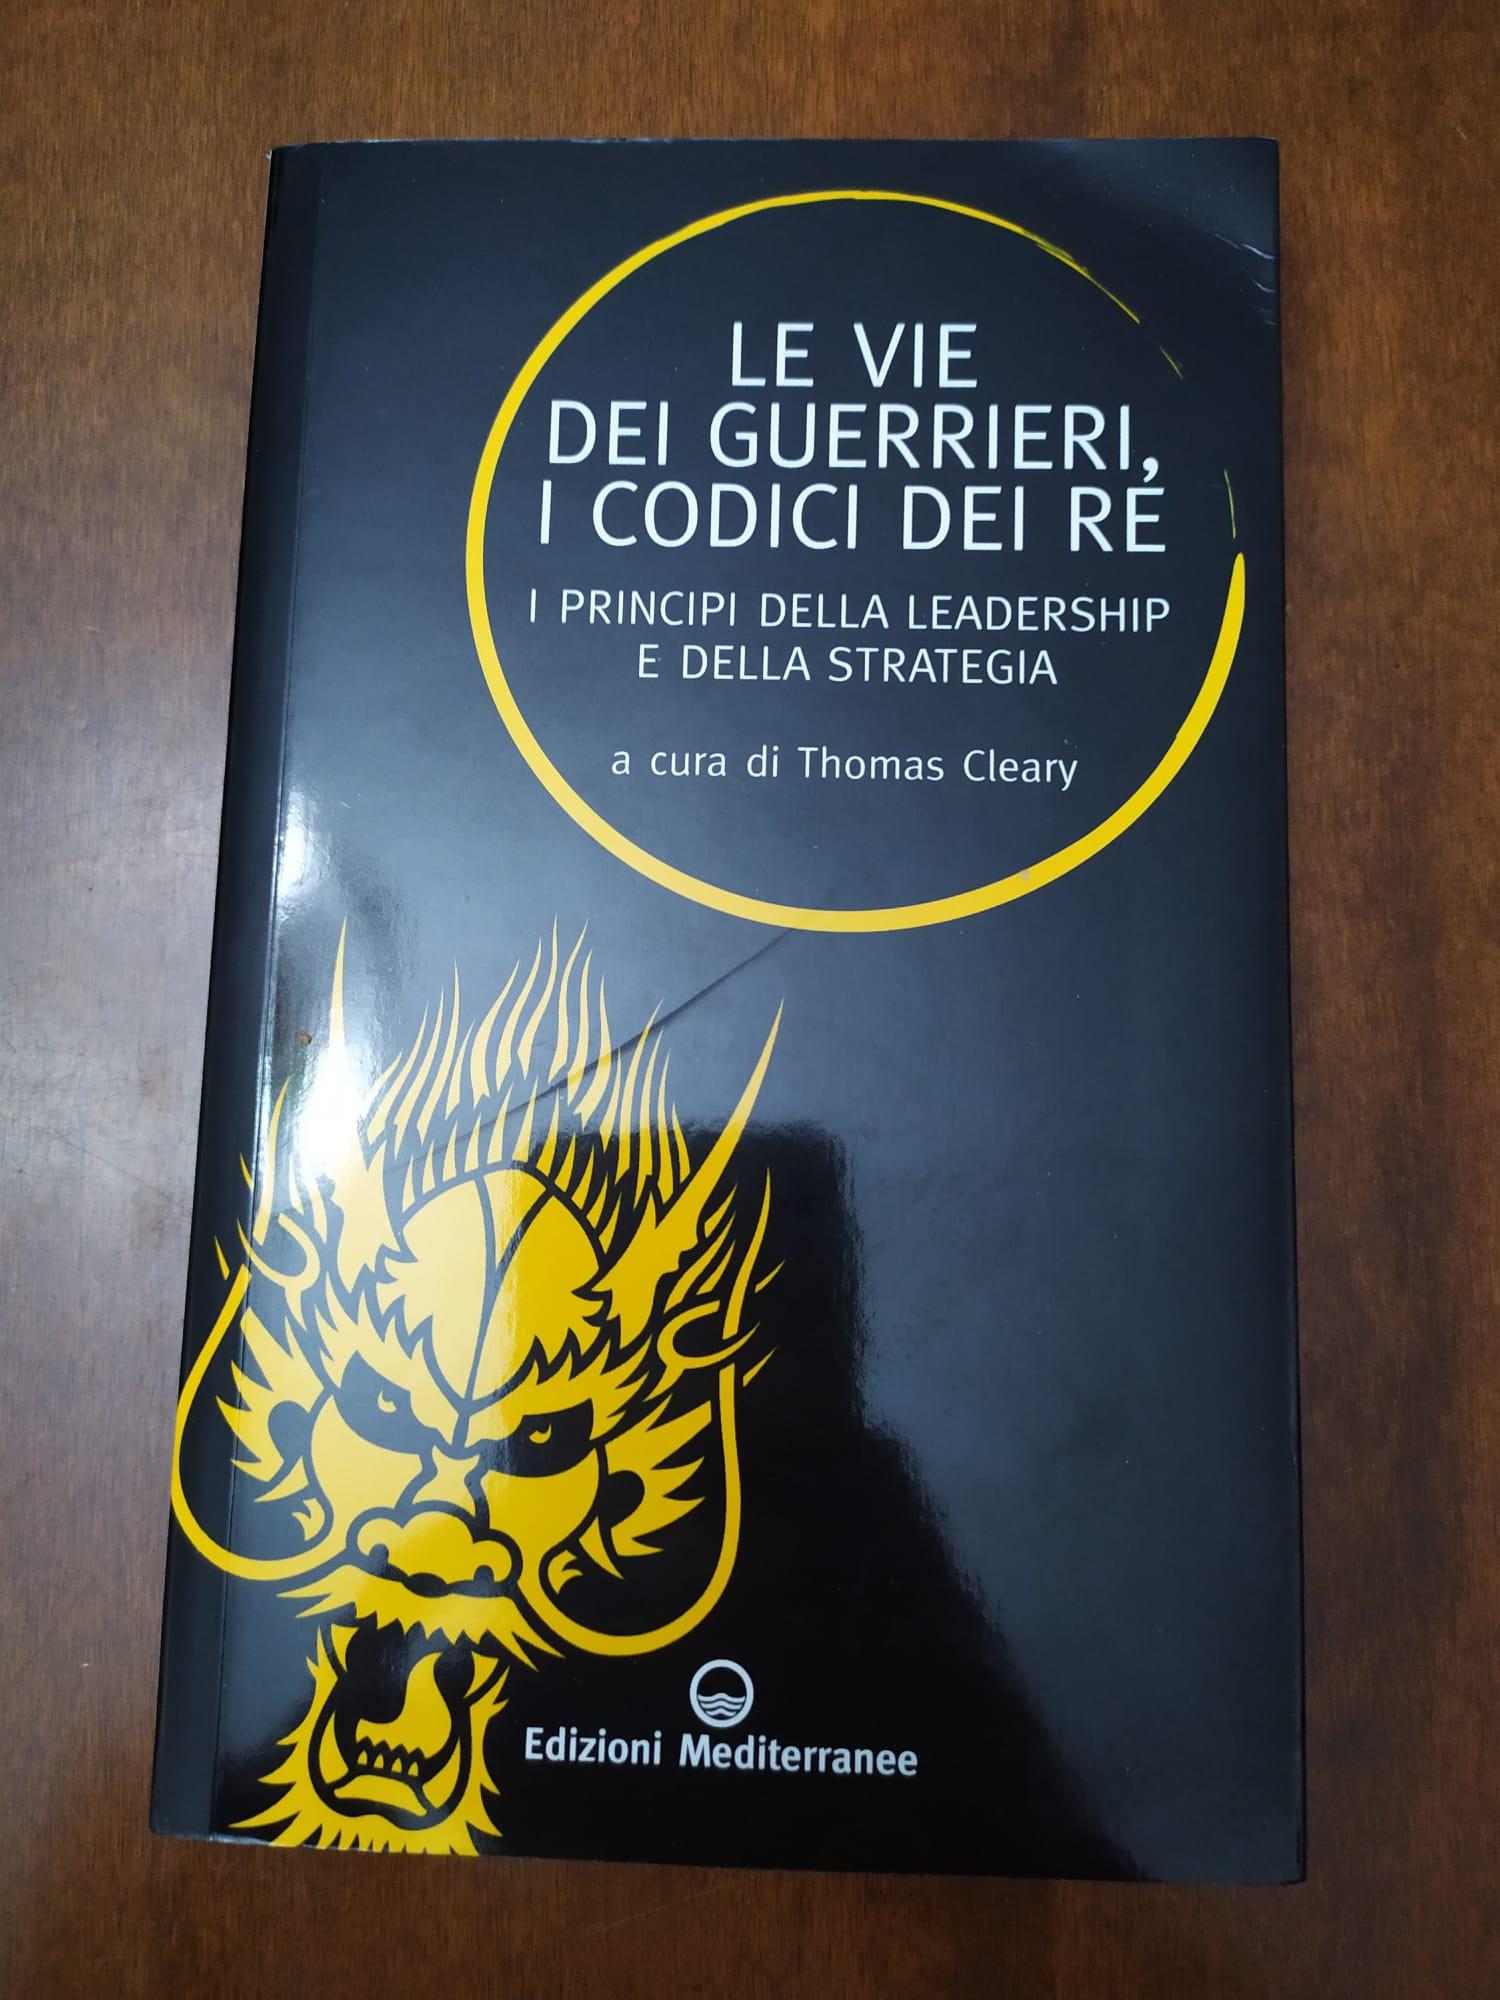 LE VIE
DEI GUERRIERI,
I CODICI DEI RE
I PRINCIPI DELLA LEADERSHIP
E DELLA STRATEGIA
a cura di Thomas Cleary
Edizioni Mediterranee